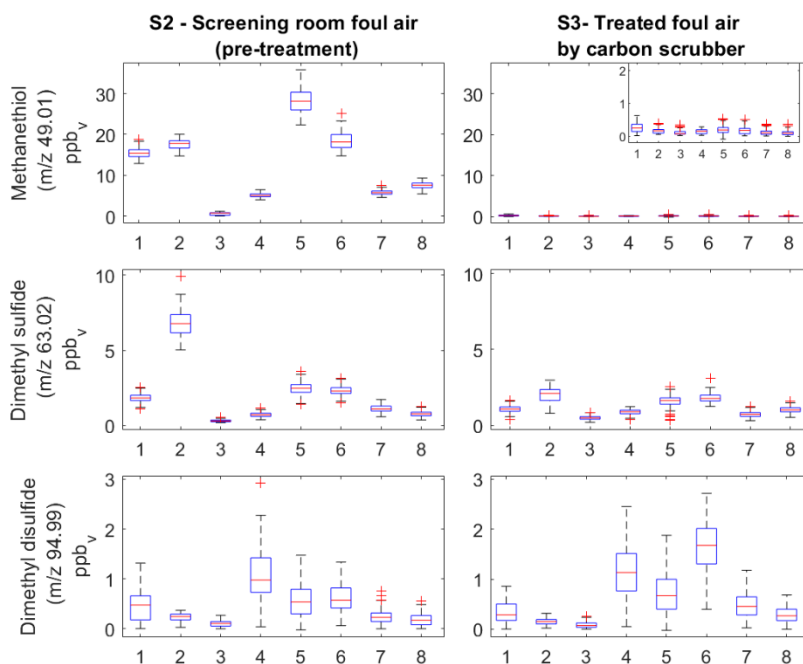 S2 - Screening room foul air
(pre-treatment)
S3- Treated foul air
by carbon scrubber
Methanethiol
(m/z 49.01)
ppbv
30
20
10
0
1 2 3 4 5 6 7 8
30
20
10
0
1 2 3 4 5 6 7 8
2
1
0
1 2 3 4 5 6 7 8
Dimethyl sulfide
(m/z 63.02)
ppbv
10
5
0
1 2 3 4 5 6 7 8
10
5
0
1 2 3 4 5 6 7 8
Dimethyl disulfide
(m/z 94.99)
ppbv
3
2
1
0
1 2 3 4 5 6 7 8
3
2
1
0
1 2 3 4 5 6 7 8